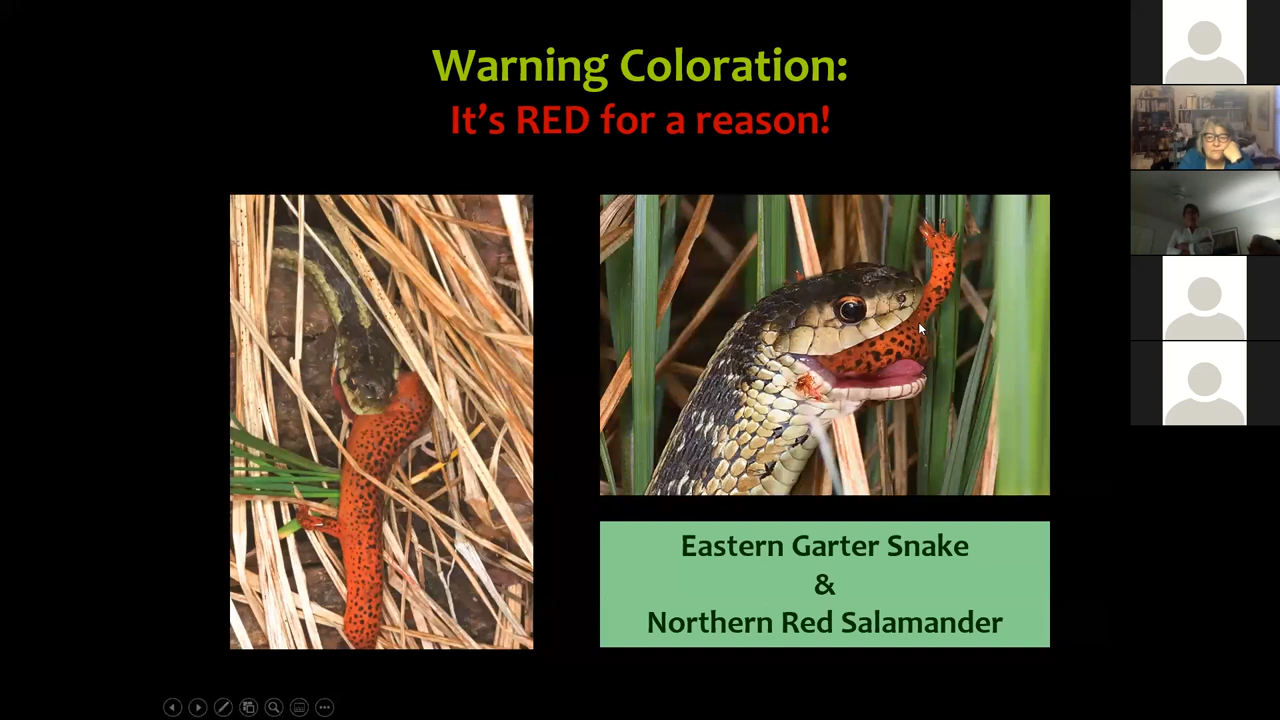 Warning Coloration:
It's RED for a reason!
Eastern Garter Snake
&
Northern Red Salamander